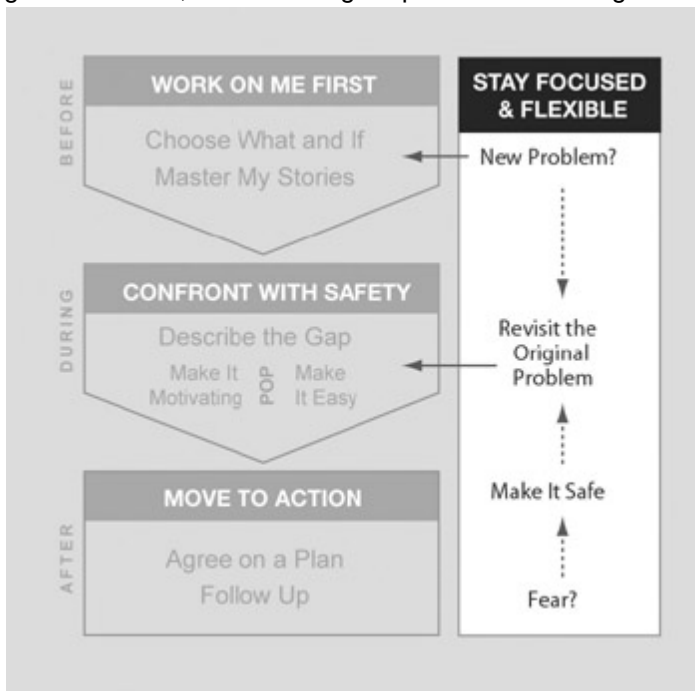 BEFORE
WORK ON ME FIRST
Choose What and If
Master My Stories
DURING
CONFRONT WITH SAFETY
Describe the Gap
Make It
Motivating
POP
Make
It Easy
AFTER
MOVE TO ACTION
Agree on a Plan
Follow Up
STAY FOCUSED
& FLEXIBLE
New Problem?
Revisit the
Original
Problem
Make It Safe
Fear?